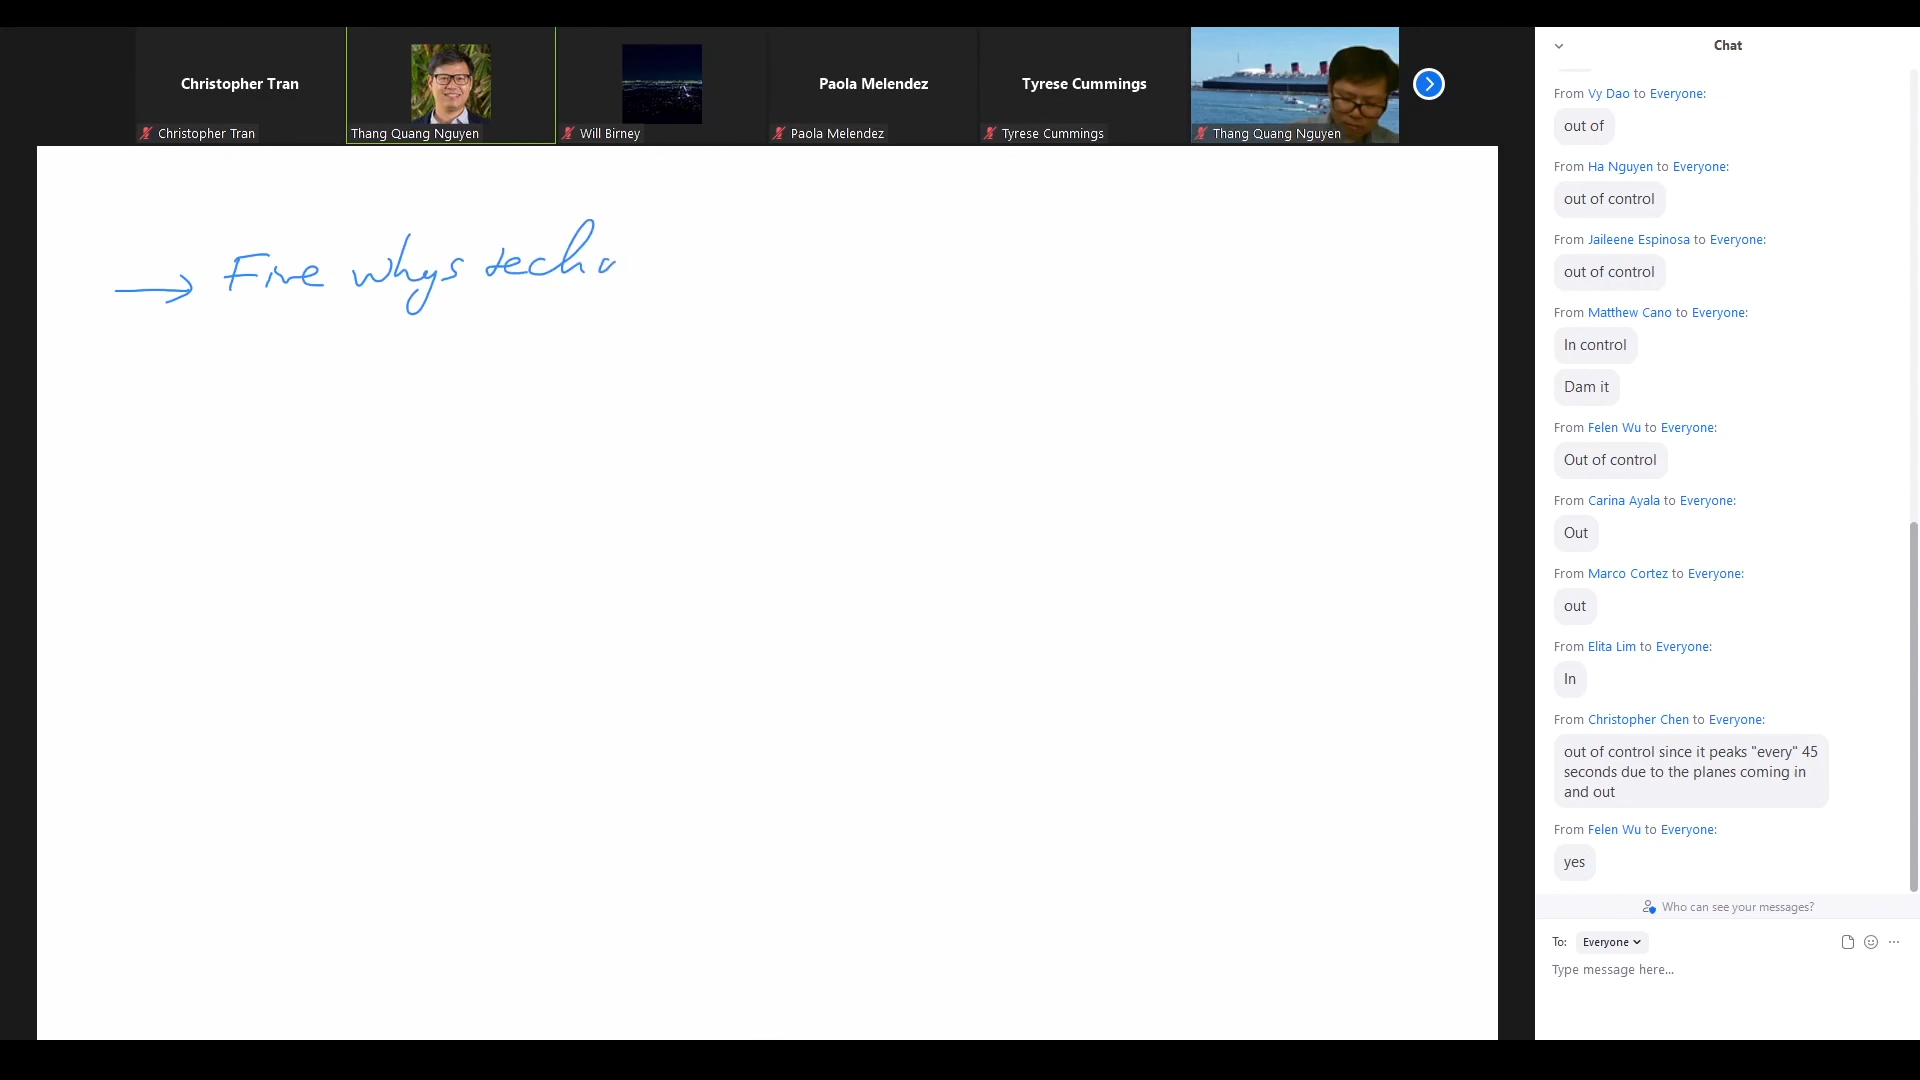 Christopher Tran
Christopher Tran
Thang Quang Nguyen
Will Birney
Paola Melendez
Paola Melendez
Tyrese Cummings
Tyrese Cummings
Thang Quang Nguyen
→ Five whys techn
Chat
From Vy Dao to Everyone:
out of
From Ha Nguyen to Everyone:
out of control
From Jaileene Espinosa to Everyone:
out of control
From Matthew Cano to Everyone:
In control
Dam it
From Felen Wu to Everyone:
Out of control
From Carina Ayala to Everyone:
Out
From Marco Cortez to Everyone:
out
From Elita Lim to Everyone:
In
From Christopher Chen to Everyone:
out of control since it peaks "every" 45
seconds due to the planes coming in
and out
From Felen Wu to Everyone:
yes
Who can see your messages?
To: Everyone
Type message here...